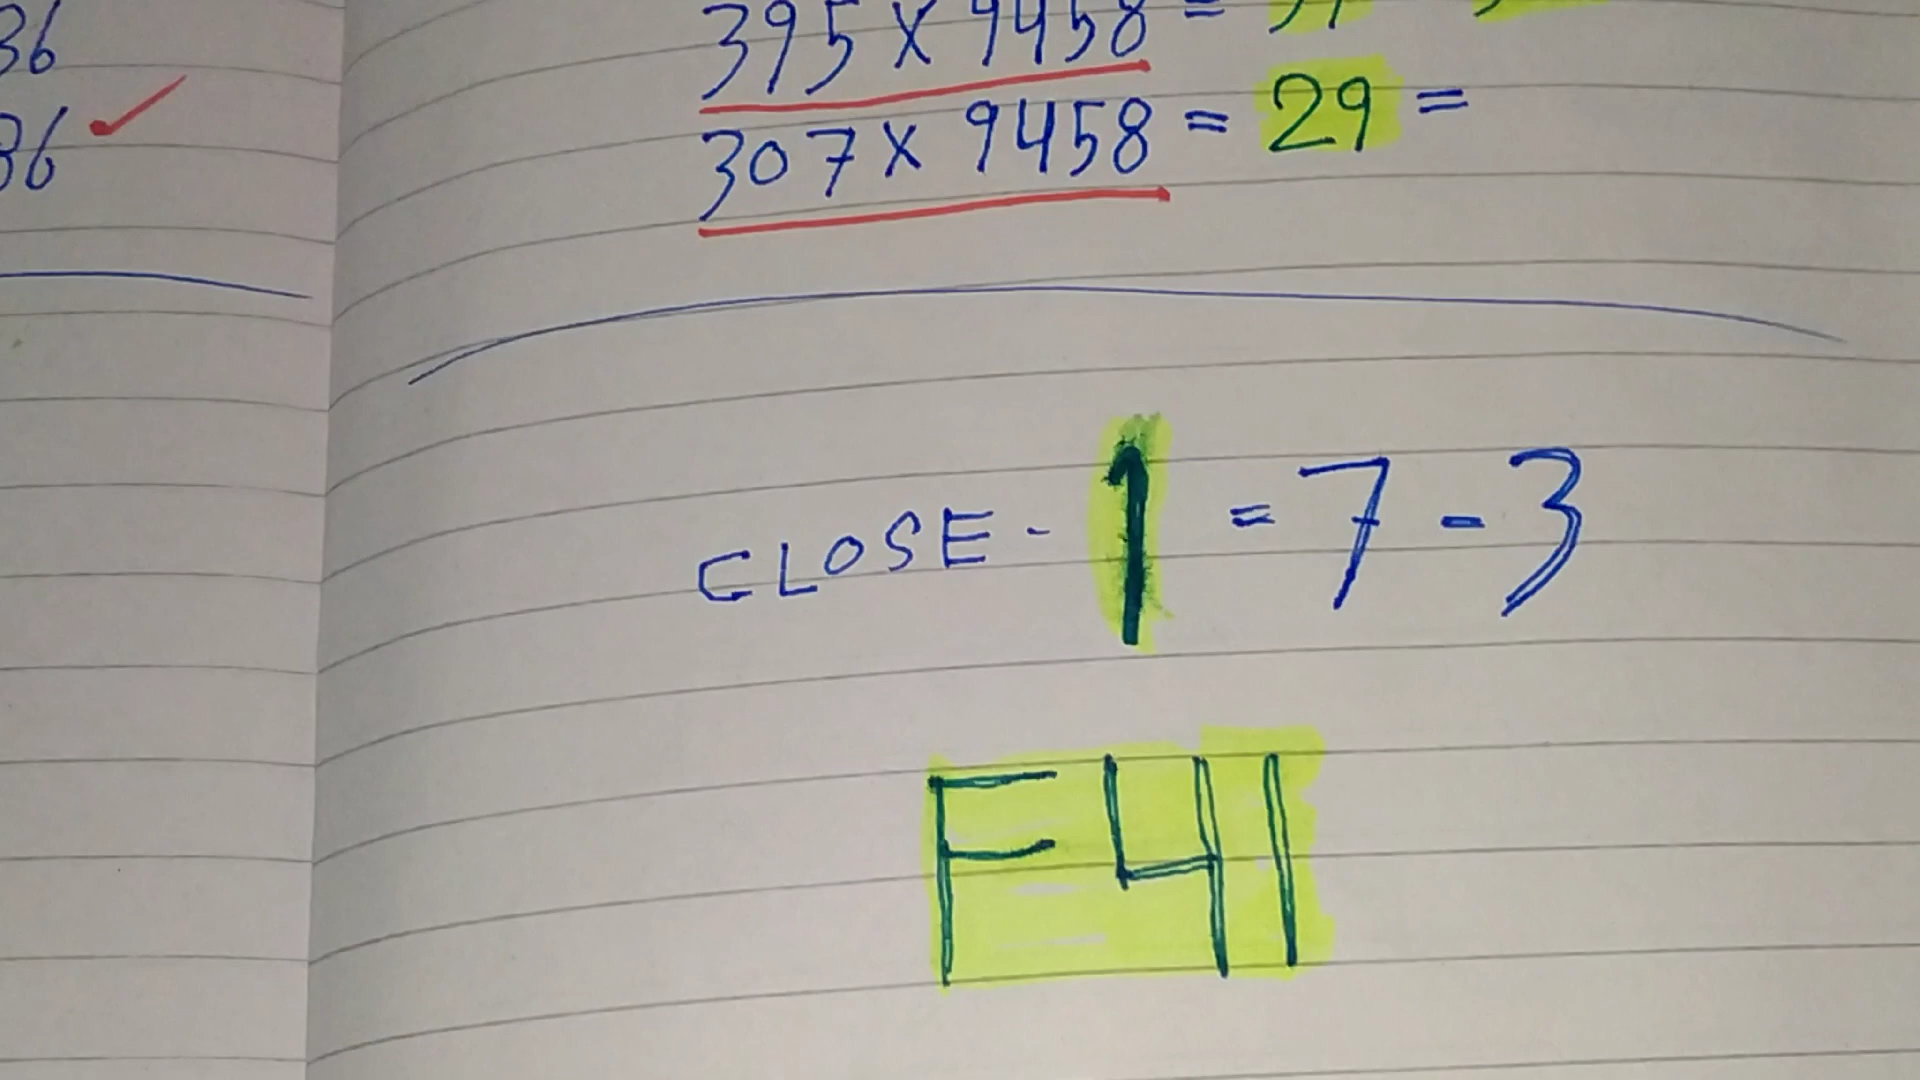 36
36
395 x 9458 =
307 x 9458 = 29 =
CLOSE - 1 = 7 - 3
F41